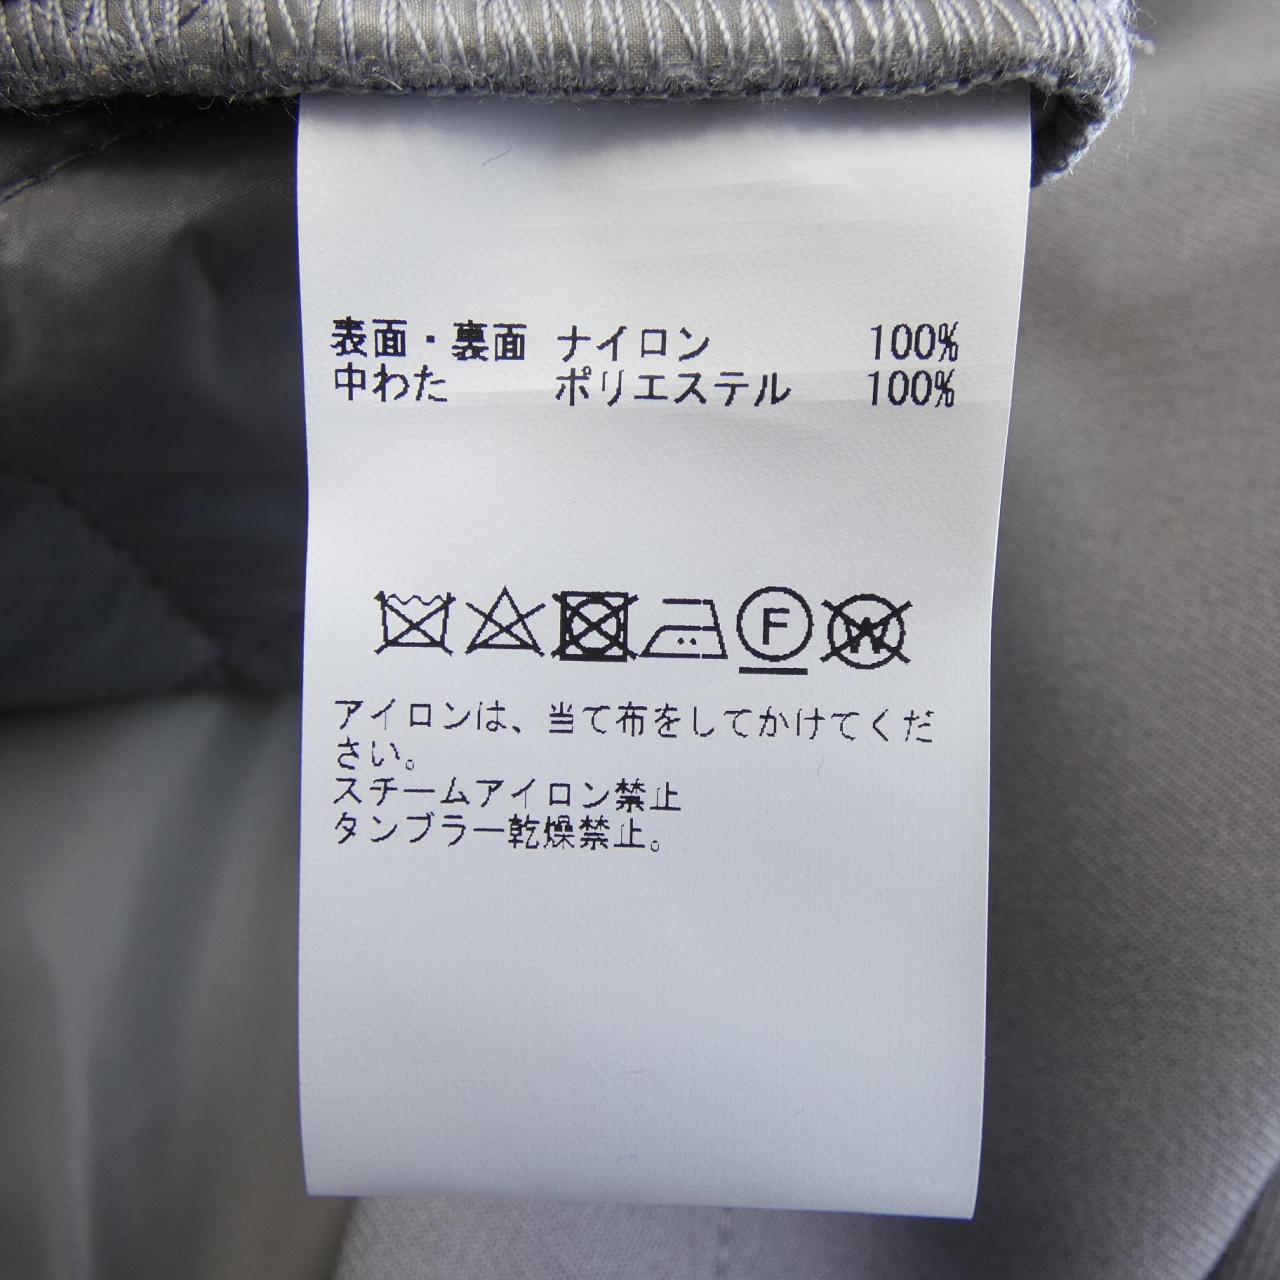 表面・裏面 ナイロン 100%
中わた ポリエステル 100%
F W
アイロンは、当て布をしてかけてくだ
さい。
スチームアイロン禁止
タンブラー乾燥禁止。